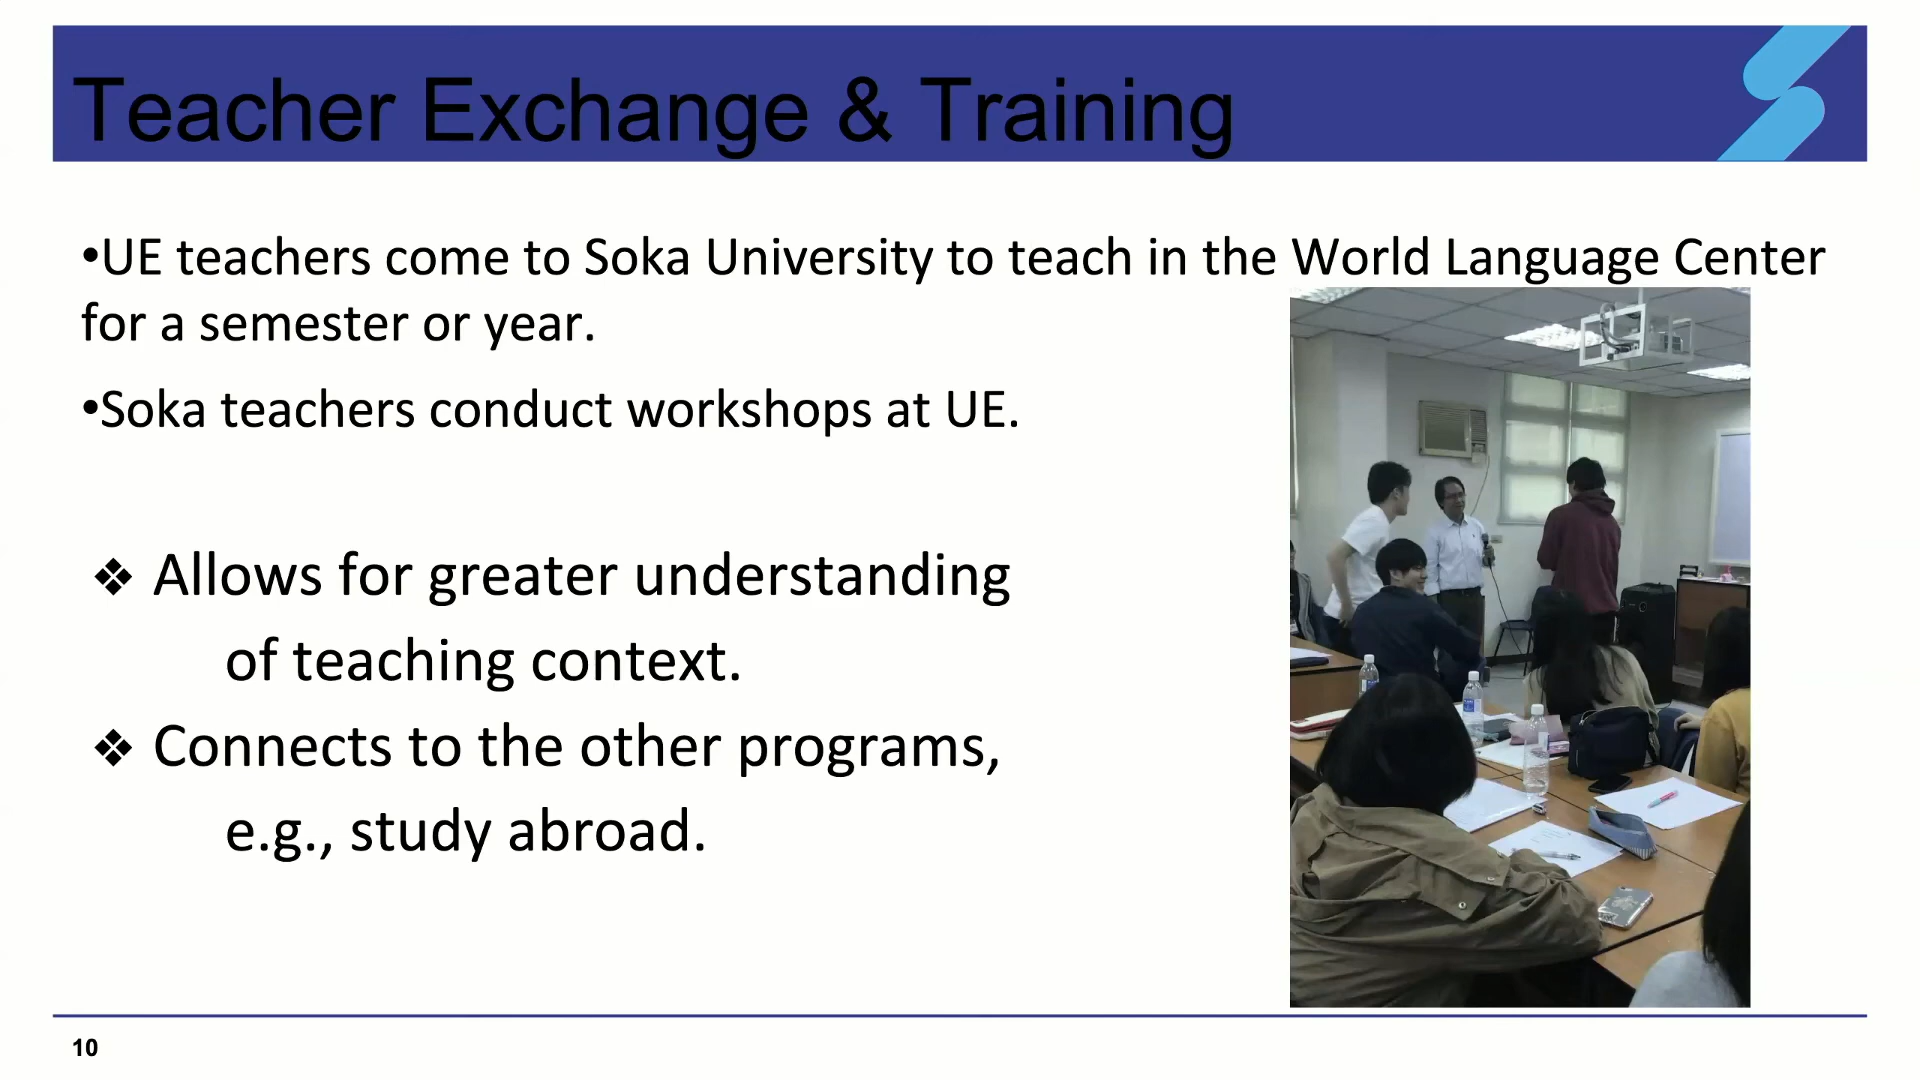 Teacher Exchange & Training
•UE teachers come to Soka University to teach in the World Language Center
for a semester or year.
•Soka teachers conduct workshops at UE.
❖ Allows for greater understanding
of teaching context.
❖ Connects to the other programs,
e.g., study abroad.
10